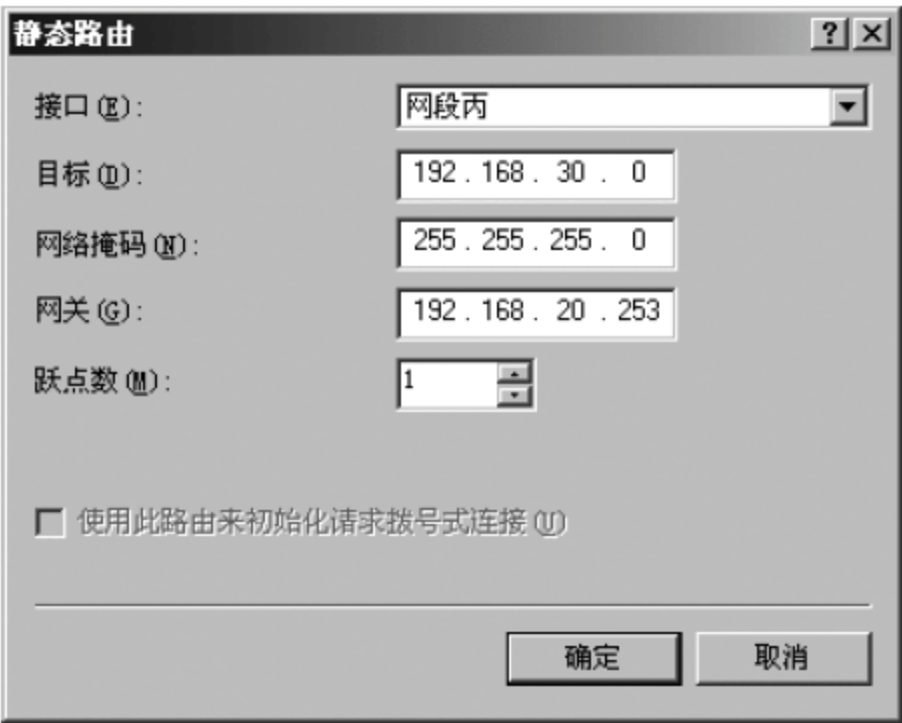 静态路由
接口(E): 网段丙
目标(D): 192 . 168 . 30 . 0
网络掩码(N): 255 . 255 . 255 . 0
网关(G): 192 . 168 . 20 . 253
跃点数(M): 1
使用此路由来初始化请求拨号式连接(U)
确定 取消